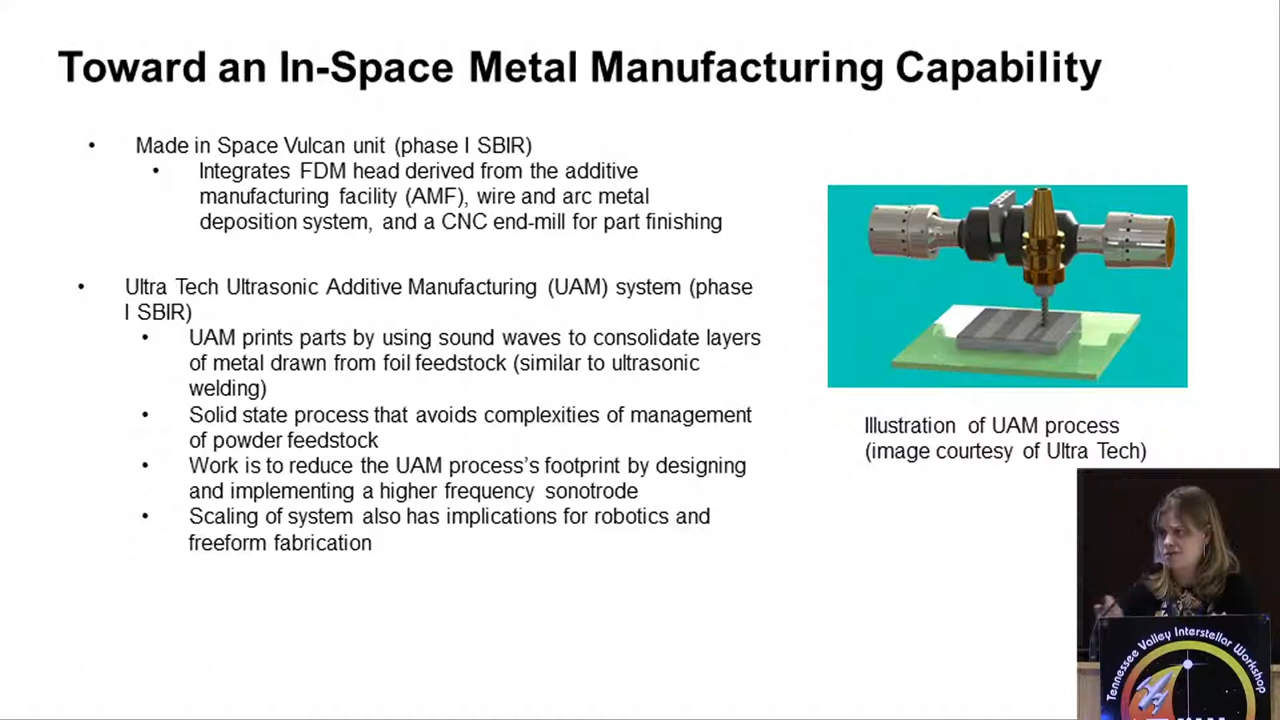 Toward an In-Space Metal Manufacturing Capability
• Made in Space Vulcan unit (phase I SBIR)
• Integrates FDM head derived from the additive
manufacturing facility (AMF), wire and arc metal
deposition system, and a CNC end-mill for part finishing
• Ultra Tech Ultrasonic Additive Manufacturing (UAM) system (phase
I SBIR)
• UAM prints parts by using sound waves to consolidate layers
of metal drawn from foil feedstock (similar to ultrasonic
welding)
• Solid state process that avoids complexities of management
of powder feedstock
• Work is to reduce the UAM process's footprint by designing
and implementing a higher frequency sonotrode
• Scaling of system also has implications for robotics and
freeform fabrication
Illustration of UAM process
(image courtesy of Ultra Tech)
Tennessee Valley Interstellar Workshop